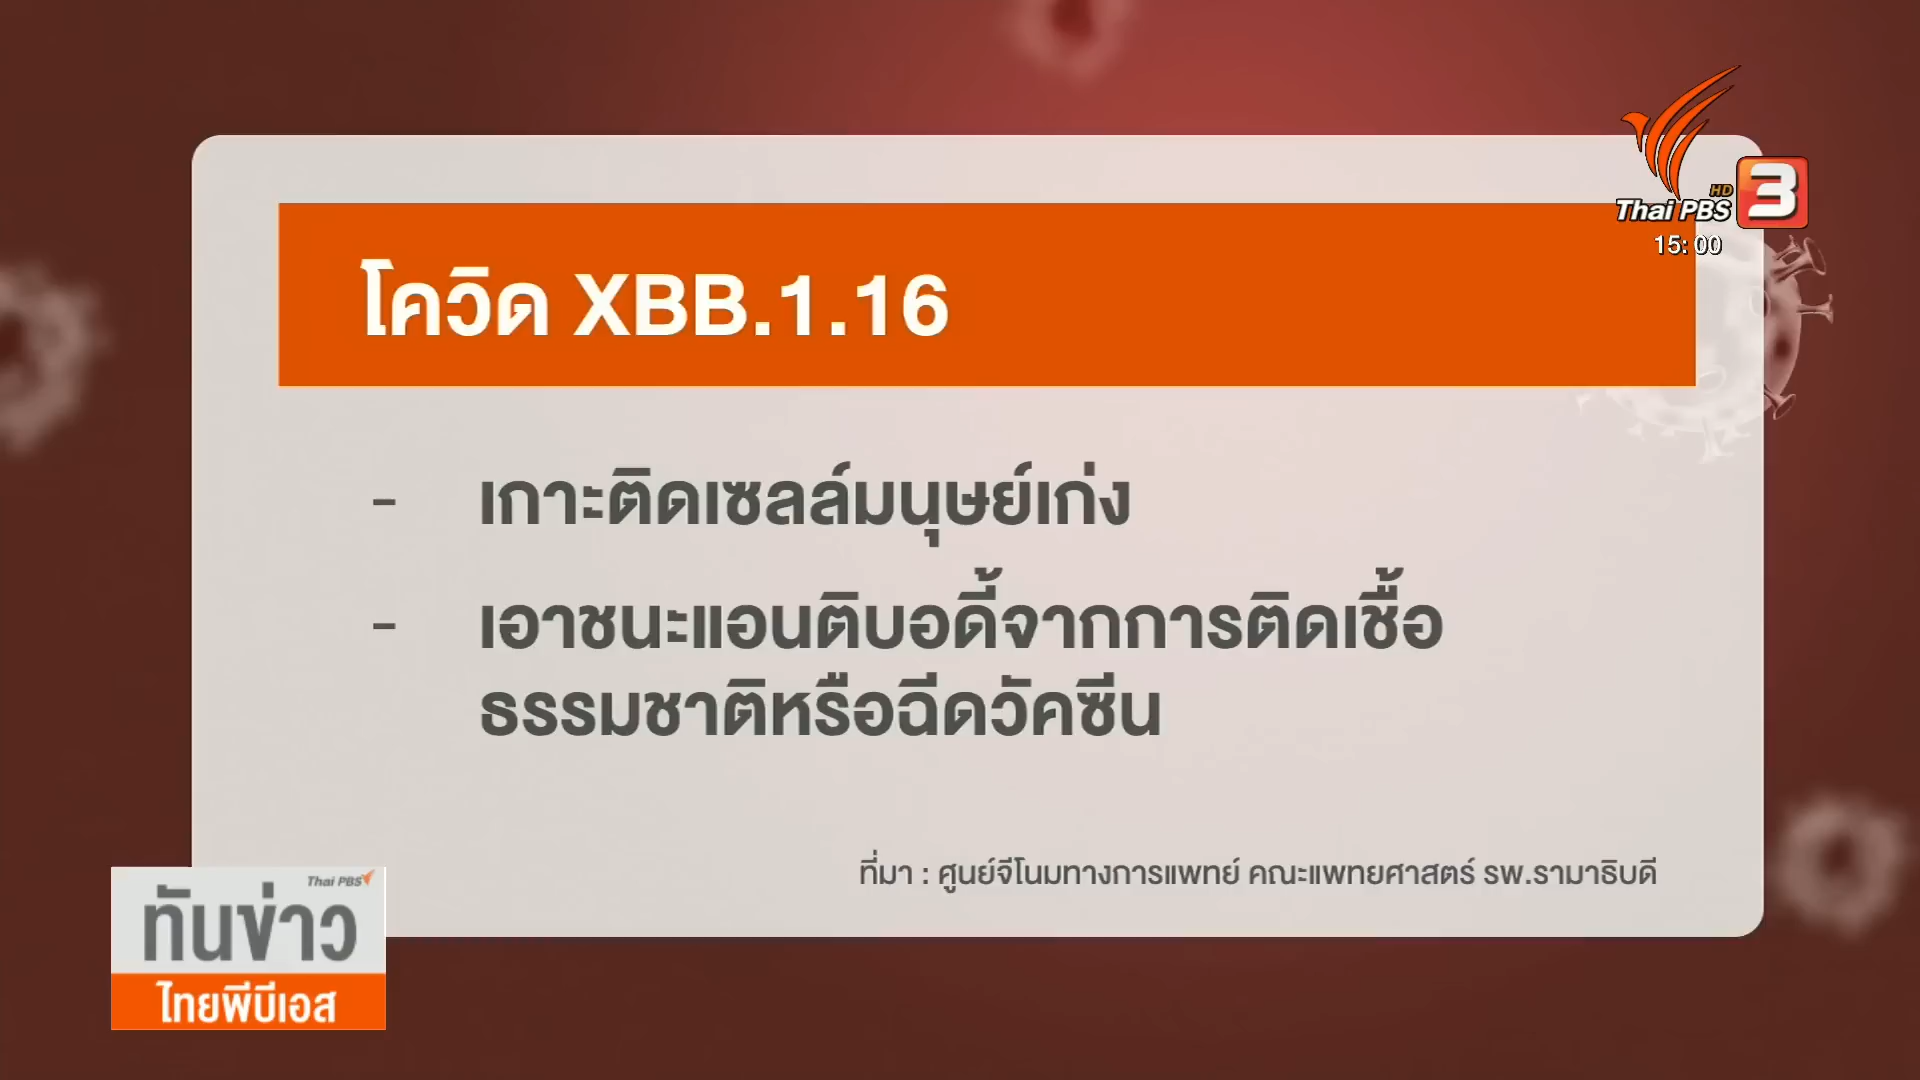 HD
Thai PBS 3
15:00
โควิด XBB.1.16
- เกาะติดเซลล์มนุษย์เก่ง
- เอาชนะแอนติบอดี้จากการติดเชื้อ
ธรรมชาติหรือฉีดวัคซีน
ที่มา : ศูนย์จีโนมทางการแพทย์ คณะแพทยศาสตร์ รพ.รามาธิบดี
Thai PBS
ทันข่าว
ไทยพีบีเอส